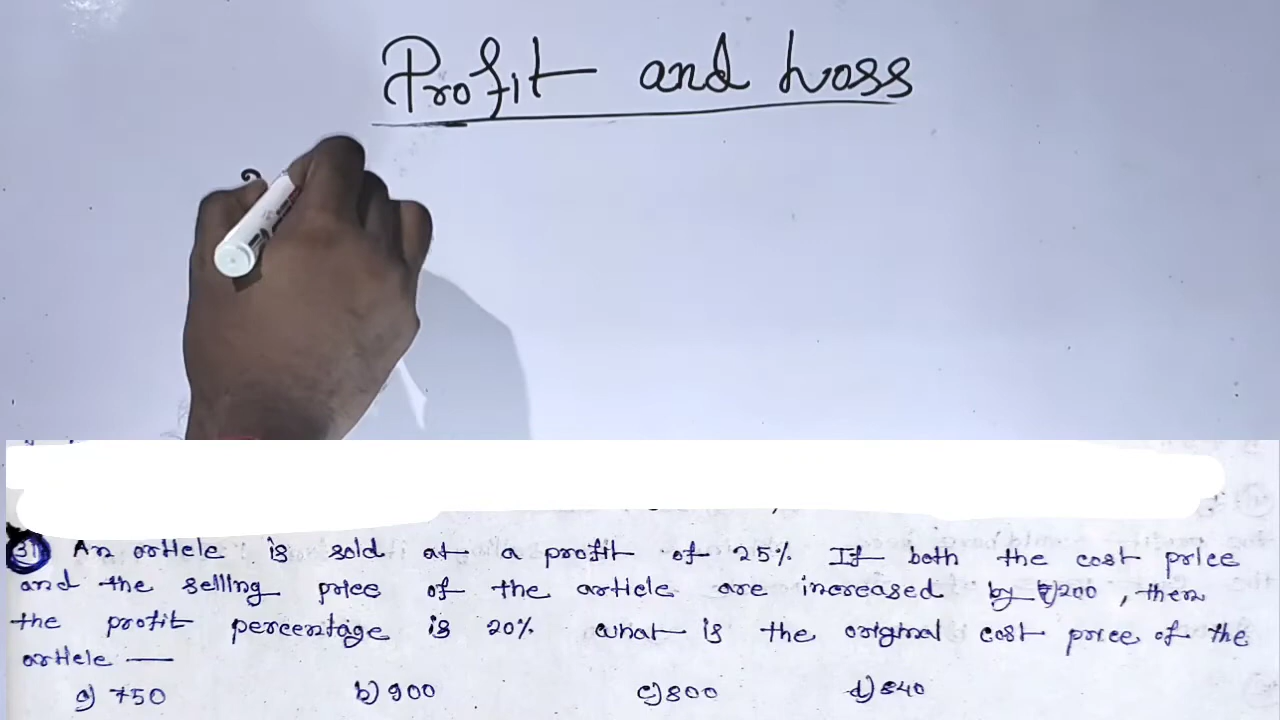 Profit and Loss
31 An article is sold at a profit of 25% If both the cost price
and the selling price of the article are increased by ₹200, then
the profit percentage is 20% what is the original cost price of the
article —
a) 750 b) 900 c) 800 d) 840